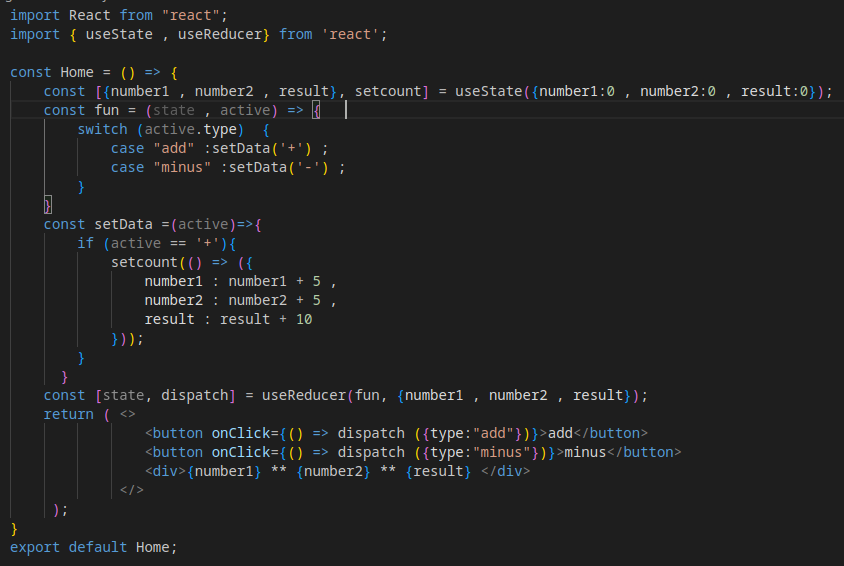 import React from "react";
import { useState , useReducer} from 'react';
const Home = () => {
const [{number1 , number2 , result}, setcount] = useState({number1:0 , number2:0 , result:0});
const fun = (state , active) => {
switch (active.type)  {
case "add" :setData('+') ;
case "minus" :setData('-') ;
}
}
const setData =(active)=>{
if (active == '+'){
setcount(() => ({
number1 : number1 + 5 ,
number2 : number2 + 5 ,
result : result + 10
}));
}
}
const [state, dispatch] = useReducer(fun, {number1 , number2 , result});
return ( <>
<button onClick={() => dispatch ({type:"add"})}>add</button>
<button onClick={() => dispatch ({type:"minus"})}>minus</button>
<div>{number1} ** {number2} ** {result} </div>
</>
);
}
export default Home;